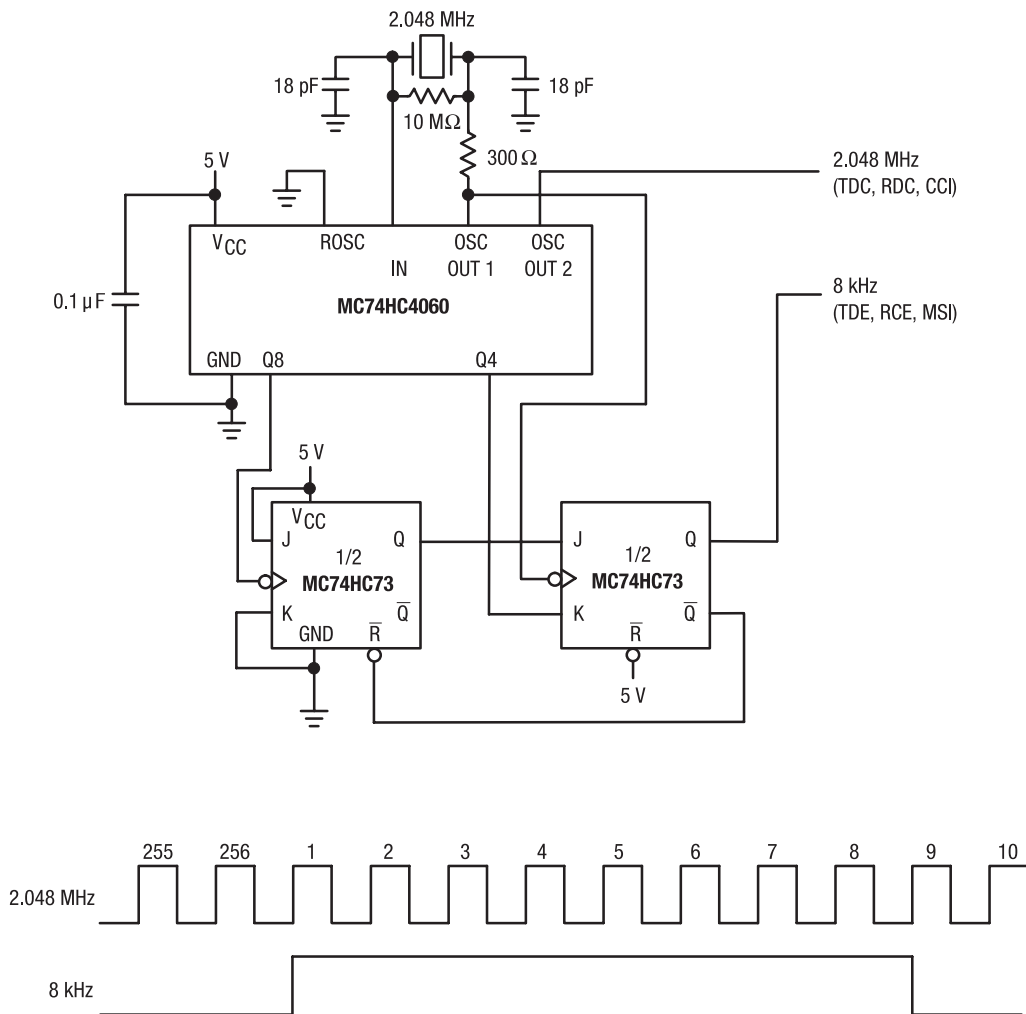 2.048 MHz
18 pF
18 pF
10 MΩ
300 Ω
5 V
2.048 MHz
(TDC, RDC, CCI)
VCC
ROSC
IN
OSC
OUT 1
OSC
OUT 2
MC74HC4060
0.1 µF
8 kHz
(TDE, RCE, MSI)
GND
Q8
Q4
5 V
VCC
J
Q
1/2
MC74HC73
K
Q̅
GND
R̅
J
Q
1/2
MC74HC73
K
Q̅
R̅
5 V
255 256 1 2 3 4 5 6 7 8 9 10
2.048 MHz
8 kHz